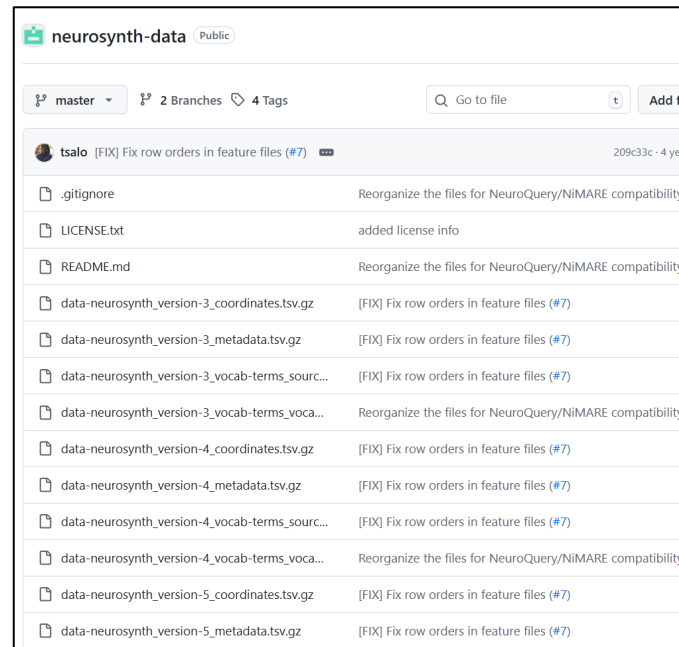 neurosynth-data Public
master 2 Branches 4 Tags Go to file t Add f
tsalo [FIX] Fix row orders in feature files (#7) 209c33c · 4 ye
.gitignore Reorganize the files for NeuroQuery/NiMARE compatibility
LICENSE.txt added license info
README.md Reorganize the files for NeuroQuery/NiMARE compatibility
data-neurosynth_version-3_coordinates.tsv.gz [FIX] Fix row orders in feature files (#7)
data-neurosynth_version-3_metadata.tsv.gz [FIX] Fix row orders in feature files (#7)
data-neurosynth_version-3_vocab-terms_sourc... [FIX] Fix row orders in feature files (#7)
data-neurosynth_version-3_vocab-terms_voca... Reorganize the files for NeuroQuery/NiMARE compatibility
data-neurosynth_version-4_coordinates.tsv.gz [FIX] Fix row orders in feature files (#7)
data-neurosynth_version-4_metadata.tsv.gz [FIX] Fix row orders in feature files (#7)
data-neurosynth_version-4_vocab-terms_sourc... [FIX] Fix row orders in feature files (#7)
data-neurosynth_version-4_vocab-terms_voca... Reorganize the files for NeuroQuery/NiMARE compatibility
data-neurosynth_version-5_coordinates.tsv.gz [FIX] Fix row orders in feature files (#7)
data-neurosynth_version-5_metadata.tsv.gz [FIX] Fix row orders in feature files (#7)